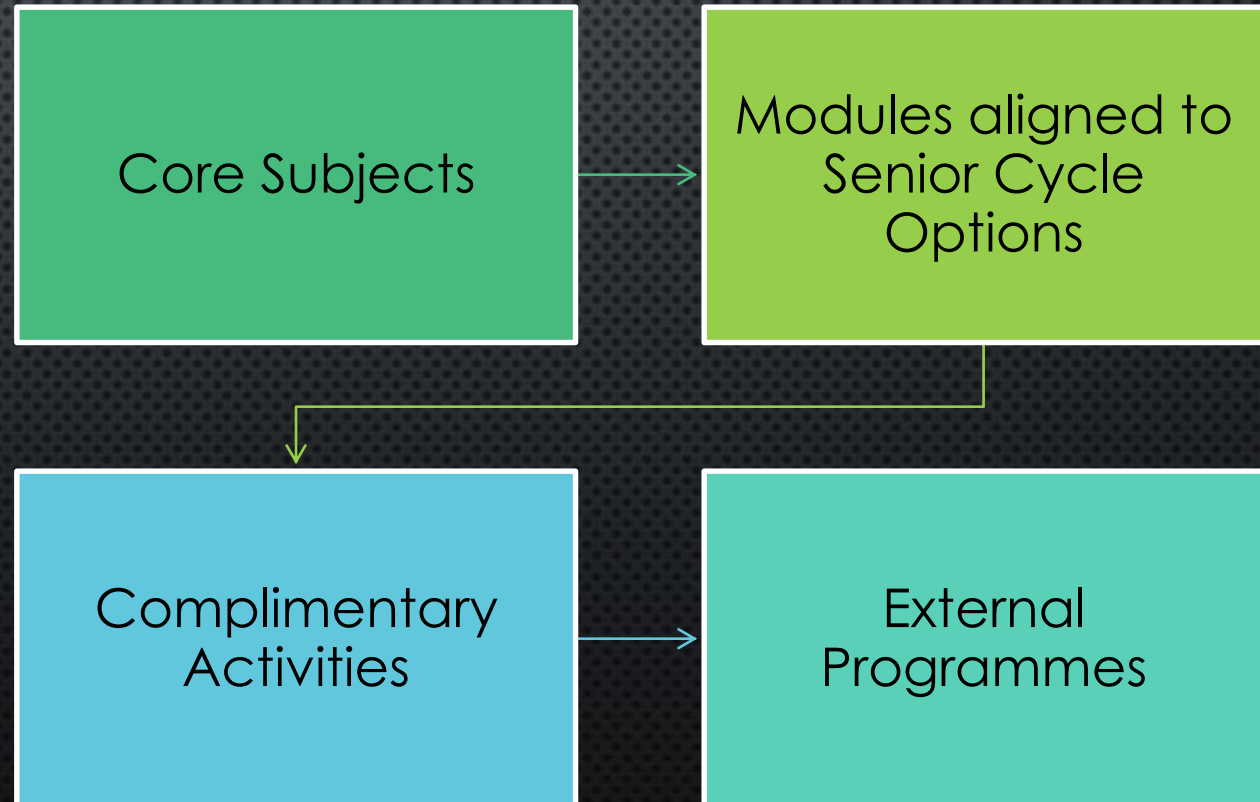 Core Subjects
Modules aligned to
Senior Cycle
Options
Complimentary
Activities
External
Programmes